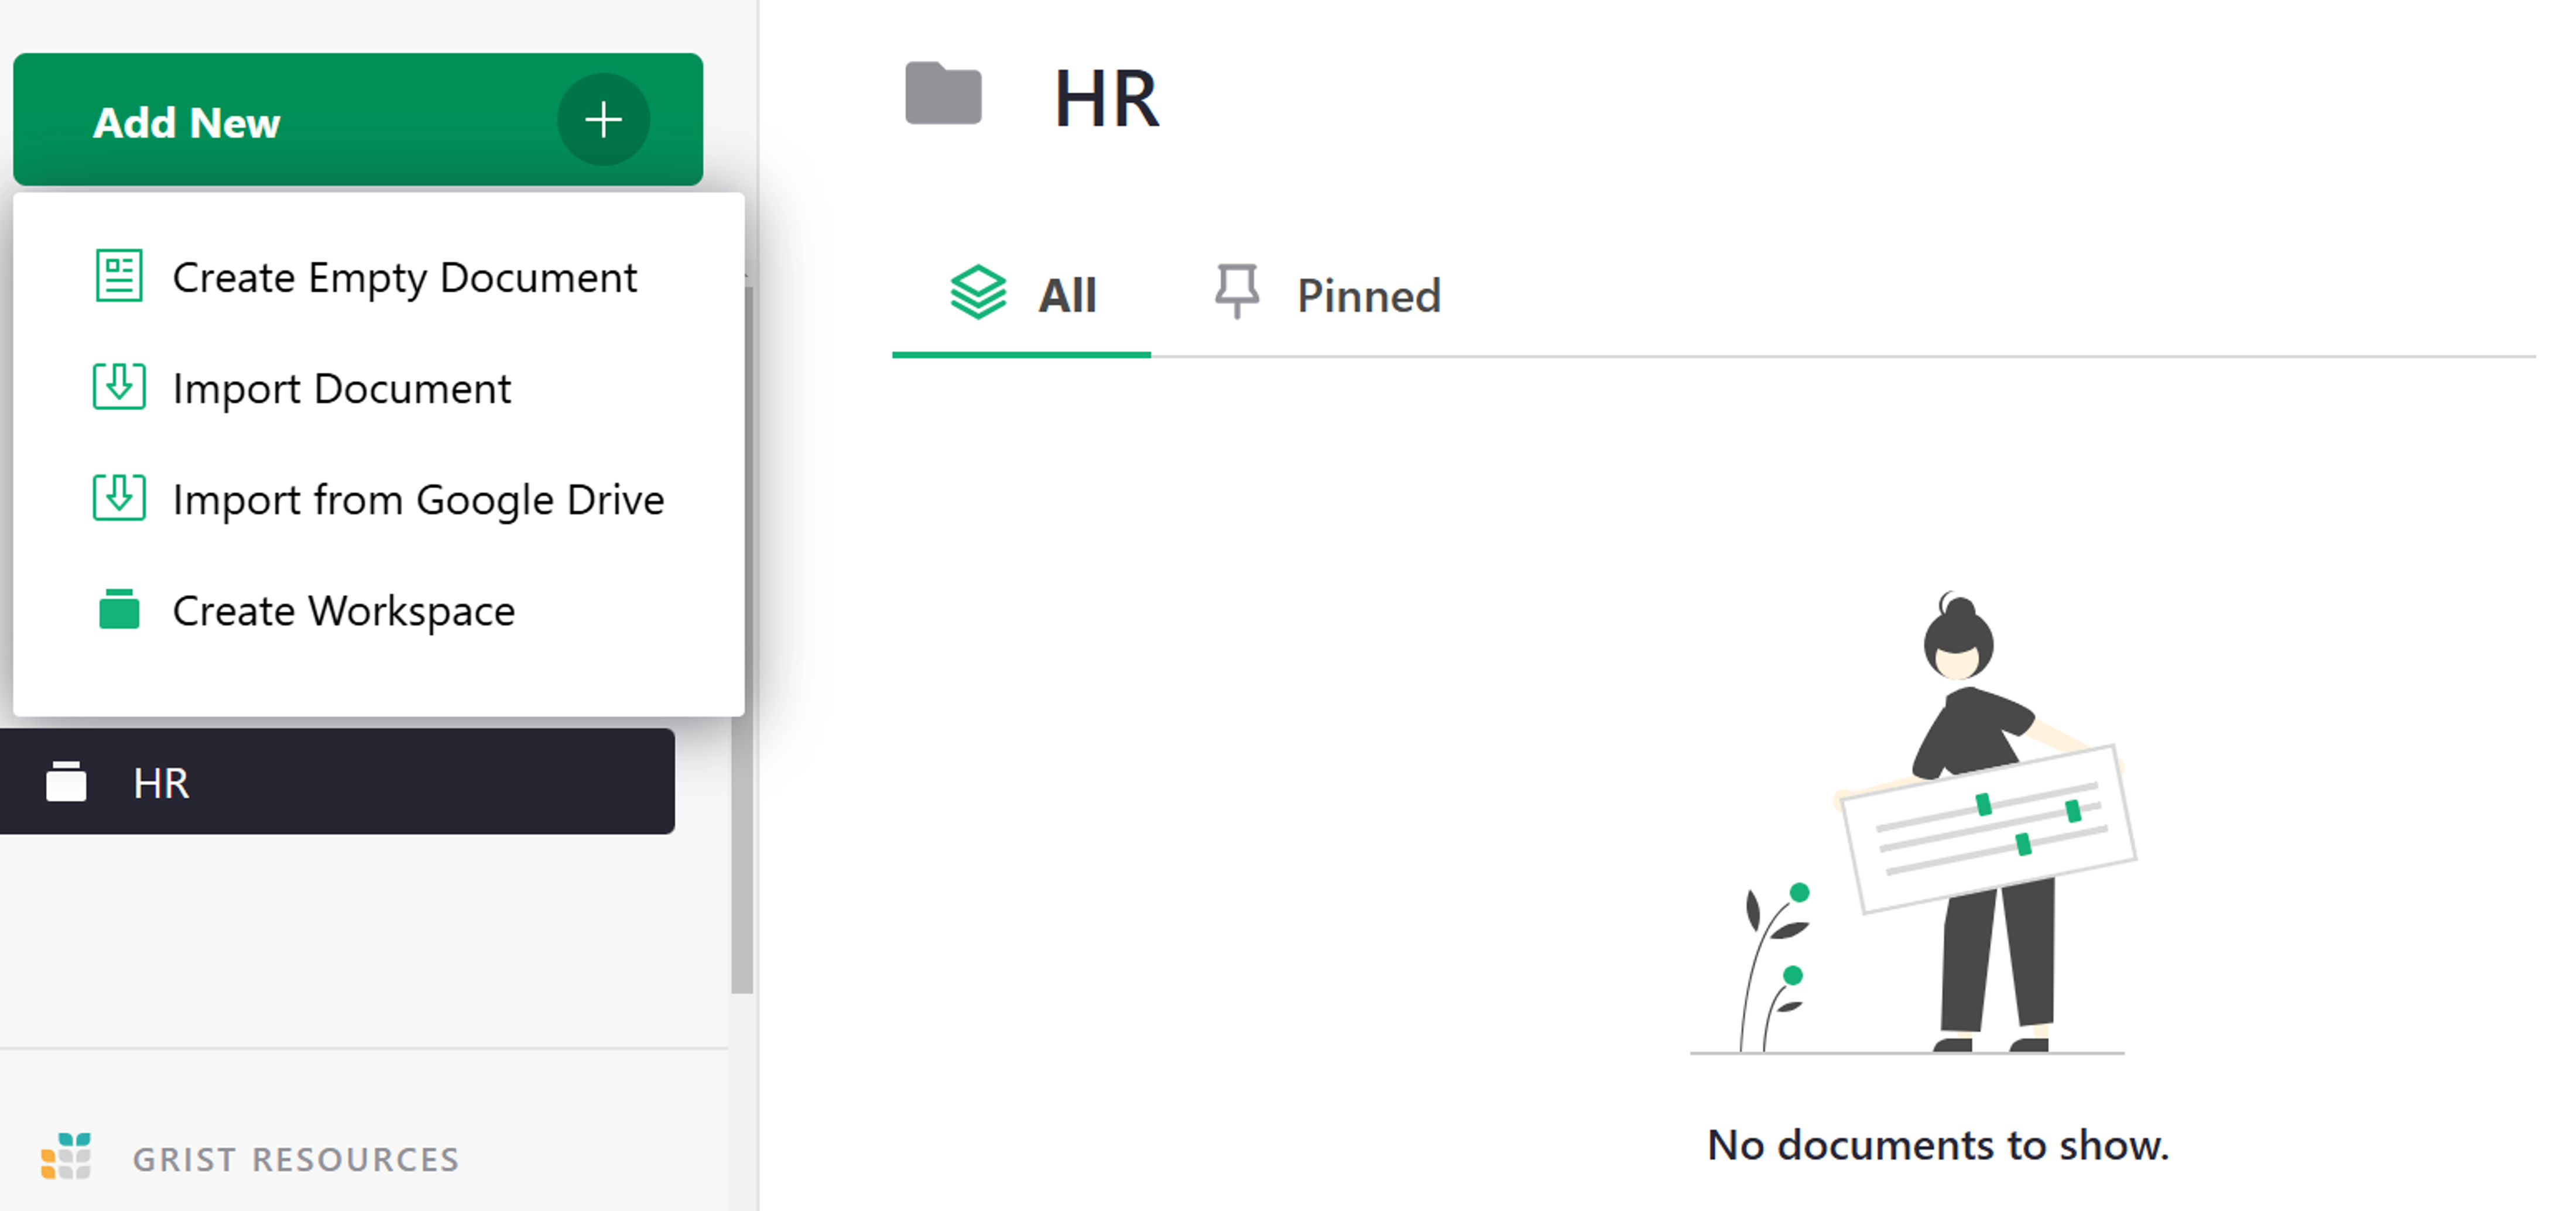 Add New
Create Empty Document
Import Document
Import from Google Drive
Create Workspace
HR
GRIST RESOURCES
HR
All
Pinned
No documents to show.